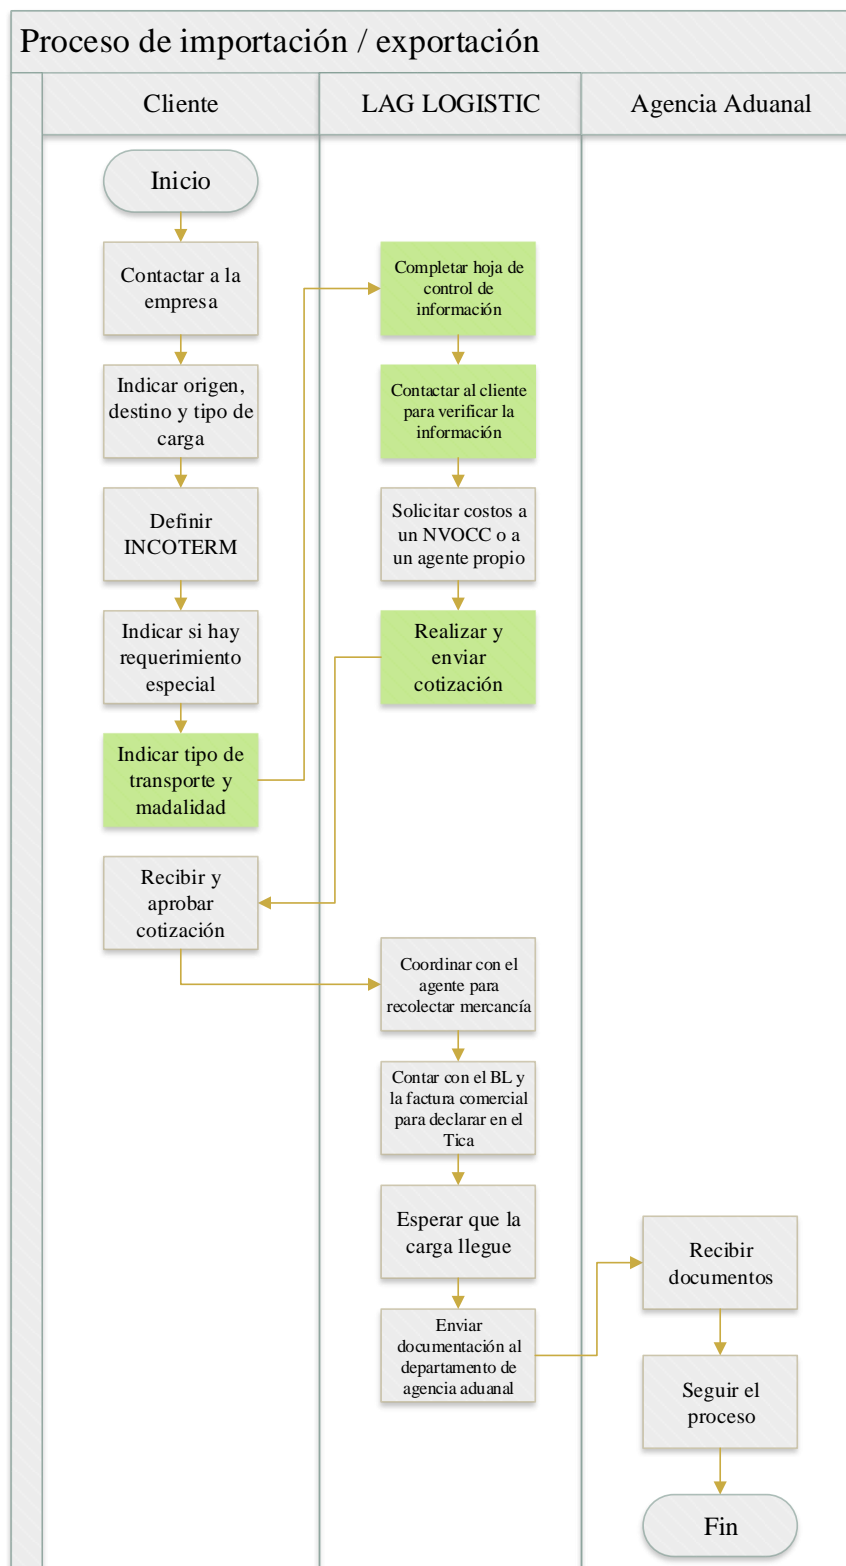 Proceso de importación / exportación
Cliente
LAG LOGISTIC
Agencia Aduanal
Inicio
Contactar a la
empresa
Indicar origen,
destino y tipo de
carga
Definir
INCOTERM
Indicar si hay
requerimiento
especial
Indicar tipo de
transporte y
madalidad
Completar hoja de
control de
información
Contactar al cliente
para verificar la
información
Solicitar costos a
un NVOCC o a
un agente propio
Realizar y
enviar
cotización
Recibir y
aprobar
cotización
Coordinar con el
agente para
recolectar mercancía
Contar con el BL y
la factura comercial
para declarar en el
Tica
Esperar que la
carga llegue
Enviar
documentación al
departamento de
agencia aduanal
Recibir
documentos
Seguir el
proceso
Fin